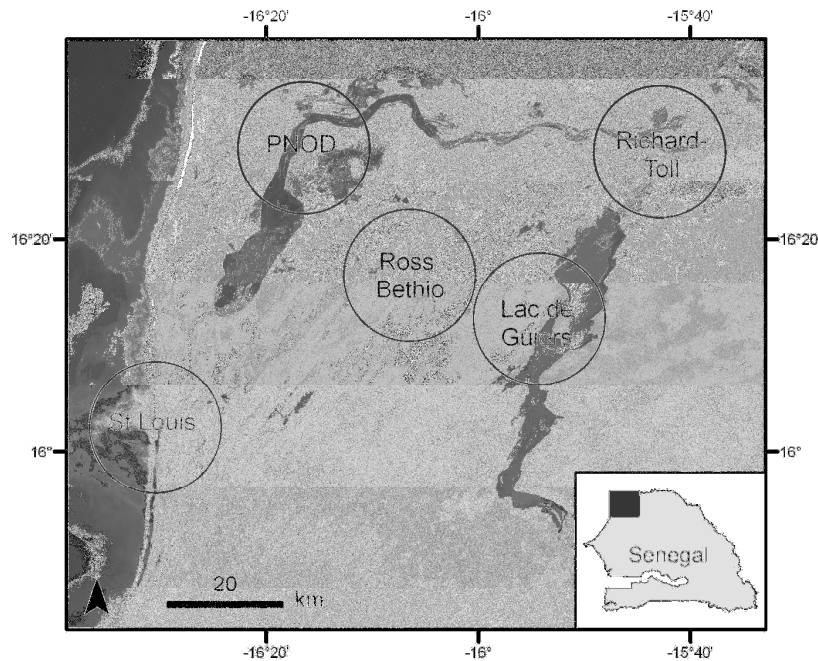 -16°20'
-16°
-15°40'
PNOD
Richard-
Toll
16°20'
16°20'
Ross
Bethio
Lac de
Guiers
St Louis
16°
16°
Senegal
20
km
-16°20'
-16°
-15°40'